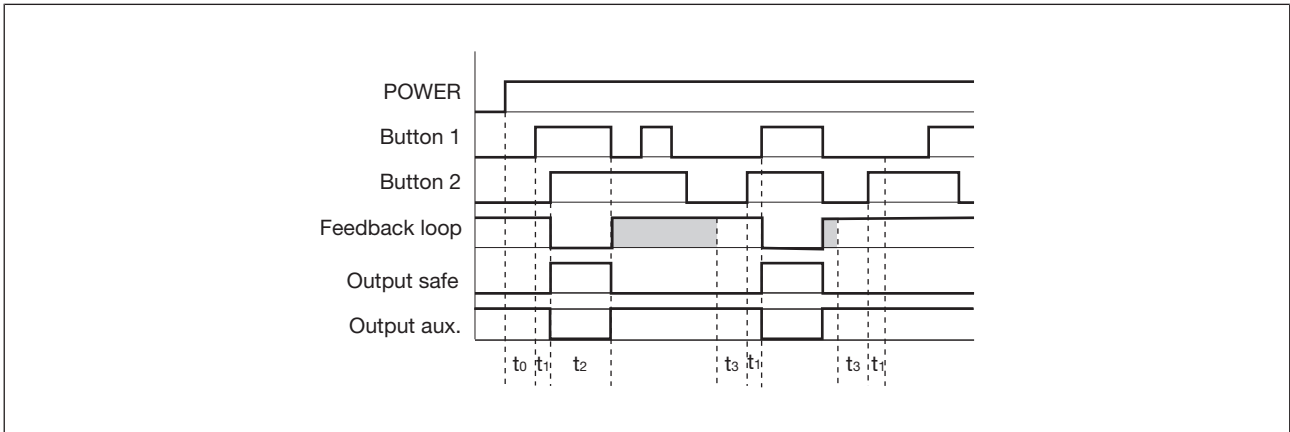 POWER
Button 1
Button 2
Feedback loop
Output safe
Output aux.
t0 t1 t2 t3 t1 t3 t1